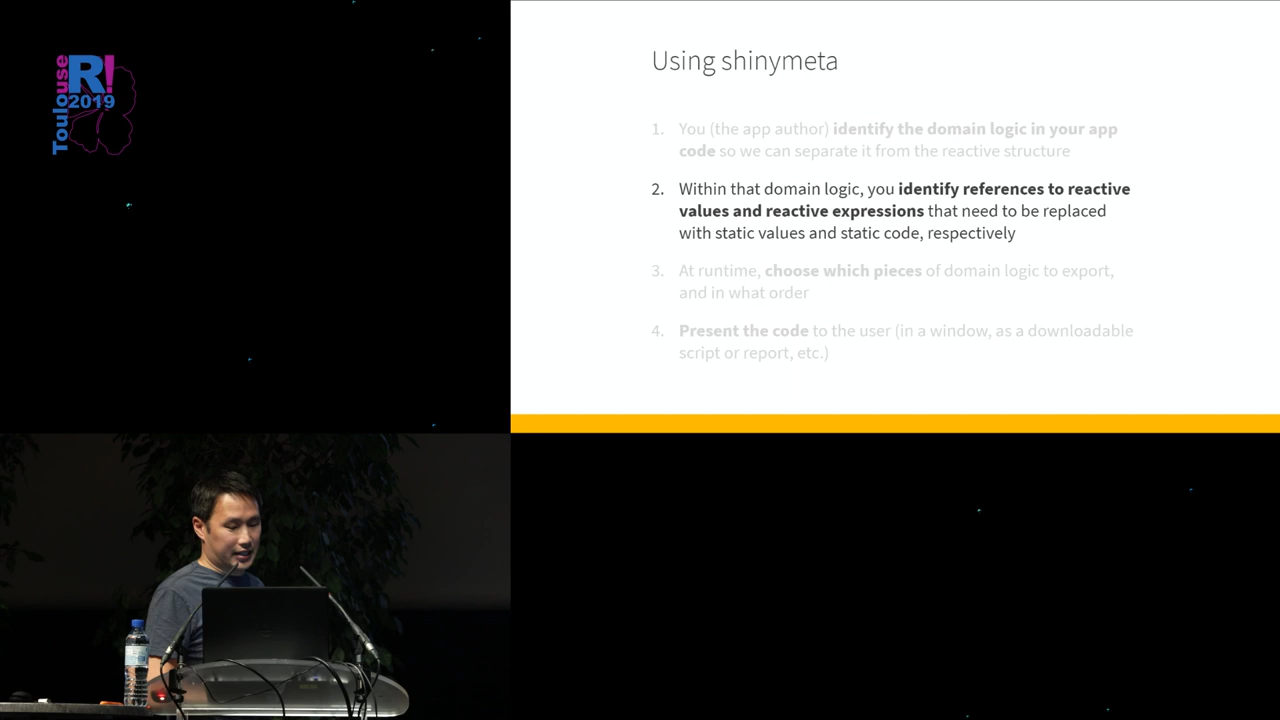 Toulouse
R!
2019
Using shinymeta
1. You (the app author) identify the domain logic in your app
code so we can separate it from the reactive structure
2. Within that domain logic, you identify references to reactive
values and reactive expressions that need to be replaced
with static values and static code, respectively
3. At runtime, choose which pieces of domain logic to export,
and in what order
4. Present the code to the user (in a window, as a downloadable
script or report, etc.)